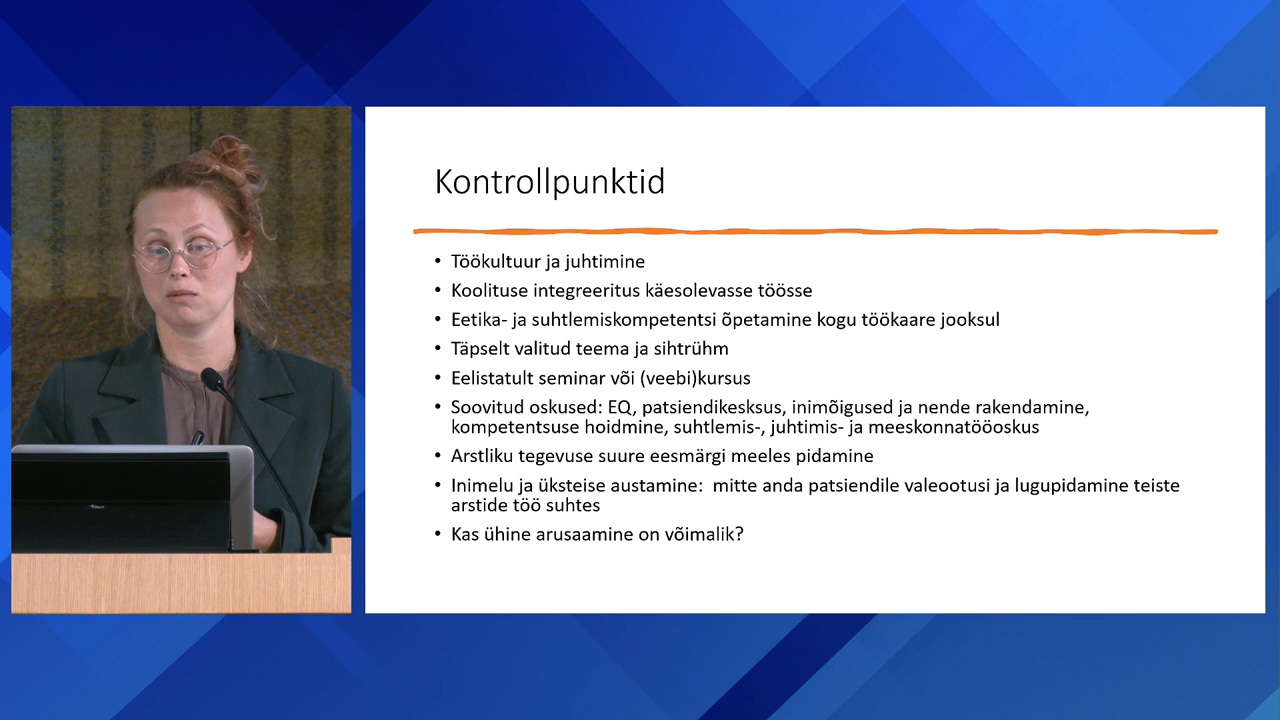 Kontrollpunktid
• Töökultuur ja juhtimine
• Koolituse integreeritus käesolevasse töösse
• Eetika- ja suhtlemiskompetentsi õpetamine kogu töökaare jooksul
• Täpselt valitud teema ja sihtrühm
• Eelistatult seminar või (veebi)kursus
• Soovitud oskused: EQ, patsiendikesksus, inimõigused ja nende rakendamine,
kompetentsuse hoidmine, suhtlemis-, juhtimis- ja meeskonnatööoskus
• Arstliku tegevuse suure eesmärgi meeles pidamine
• Inimelu ja üksteise austamine:  mitte anda patsiendile valeootusi ja lugupidamine teiste
arstide töö suhtes
• Kas ühine arusaamine on võimalik?